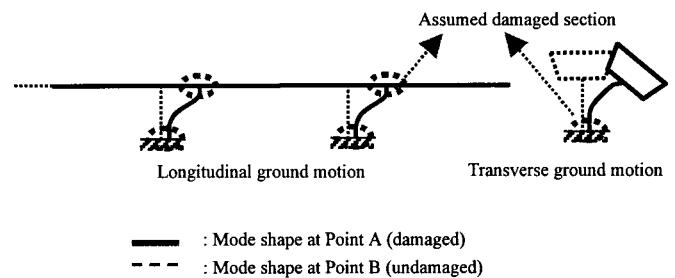 Assumed damaged section
Longitudinal ground motion
Transverse ground motion
: Mode shape at Point A (damaged)
: Mode shape at Point B (undamaged)